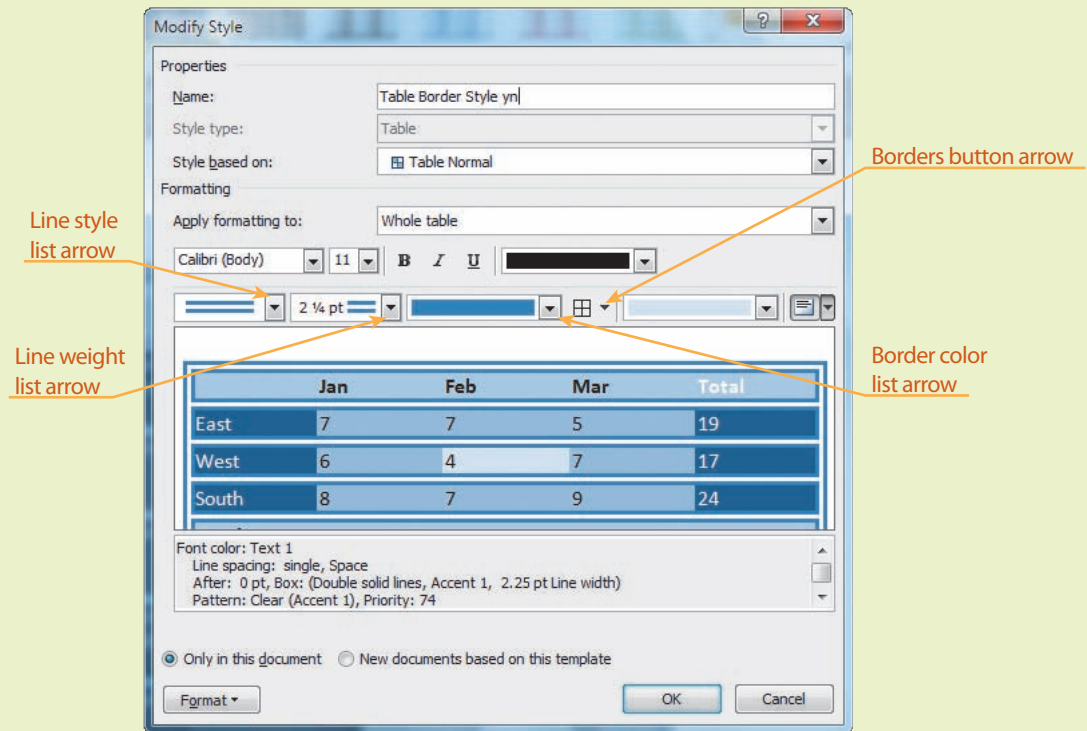 Modify Style
Properties
Name: Table Border Style yn
Style type: Table
Style based on: Table Normal
Borders button arrow
Formatting
Line style
list arrow
Apply formatting to: Whole table
Calibri (Body) 11 B I U
2 ¼ pt
Line weight
list arrow
Border color
list arrow
Jan Feb Mar Total
East 7 7 5 19
West 6 4 7 17
South 8 7 9 24
Font color: Text 1
Line spacing: single, Space
After: 0 pt, Box: (Double solid lines, Accent 1, 2.25 pt Line width)
Pattern: Clear (Accent 1), Priority: 74
Only in this document New documents based on this template
Format OK Cancel